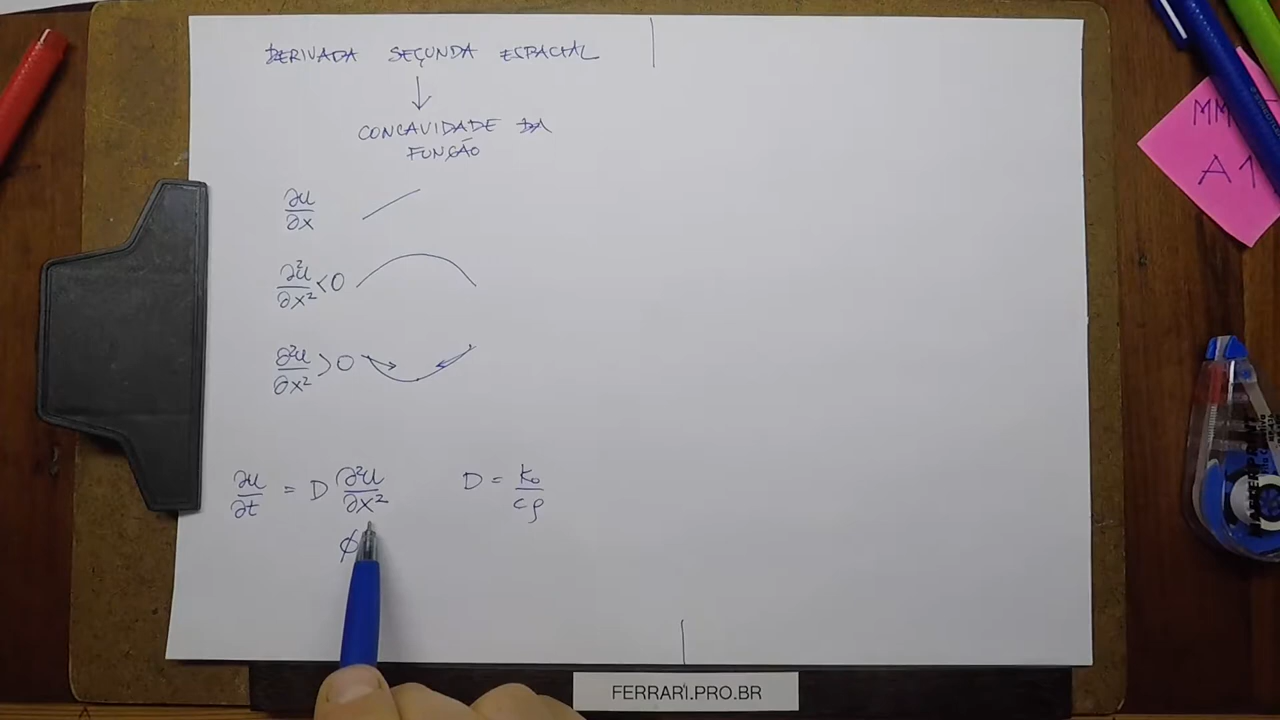 DERIVADA SEGUNDA ESPACIAL
↓
CONCAVIDADE DA
FUNÇÃO
∂u/∂x
∂²u/∂x² < 0
∂²u/∂x² > 0
∂u/∂t = D ∂²u/∂x²    D = K₀/cρ
ϕ
A1
FERRARI.PRO.BR